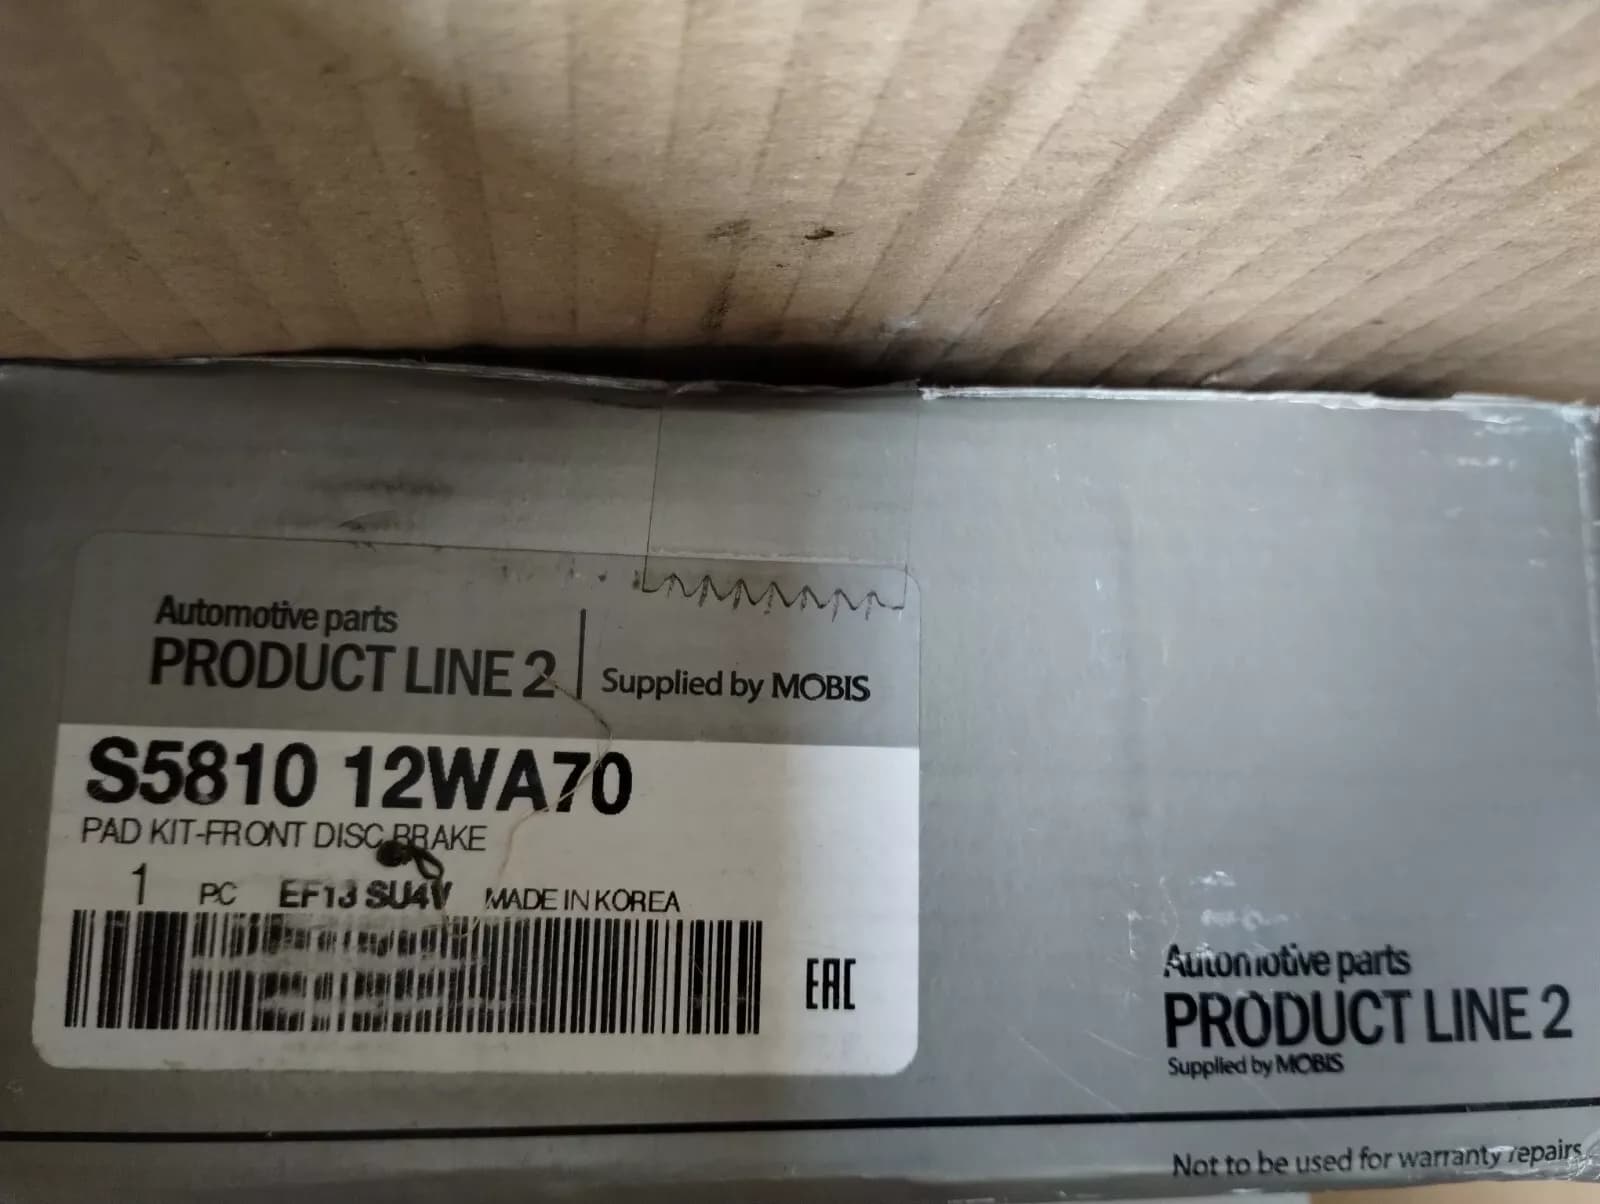 Automotive parts
PRODUCT LINE 2
Supplied by MOBIS
S5810 12WA70
PAD KIT-FRONT DISC BRAKE
1 PC EF13 SU4V MADE IN KOREA
EAC
Automotive parts
PRODUCT LINE 2
Supplied by MOBIS
Not to be used for warranty repairs